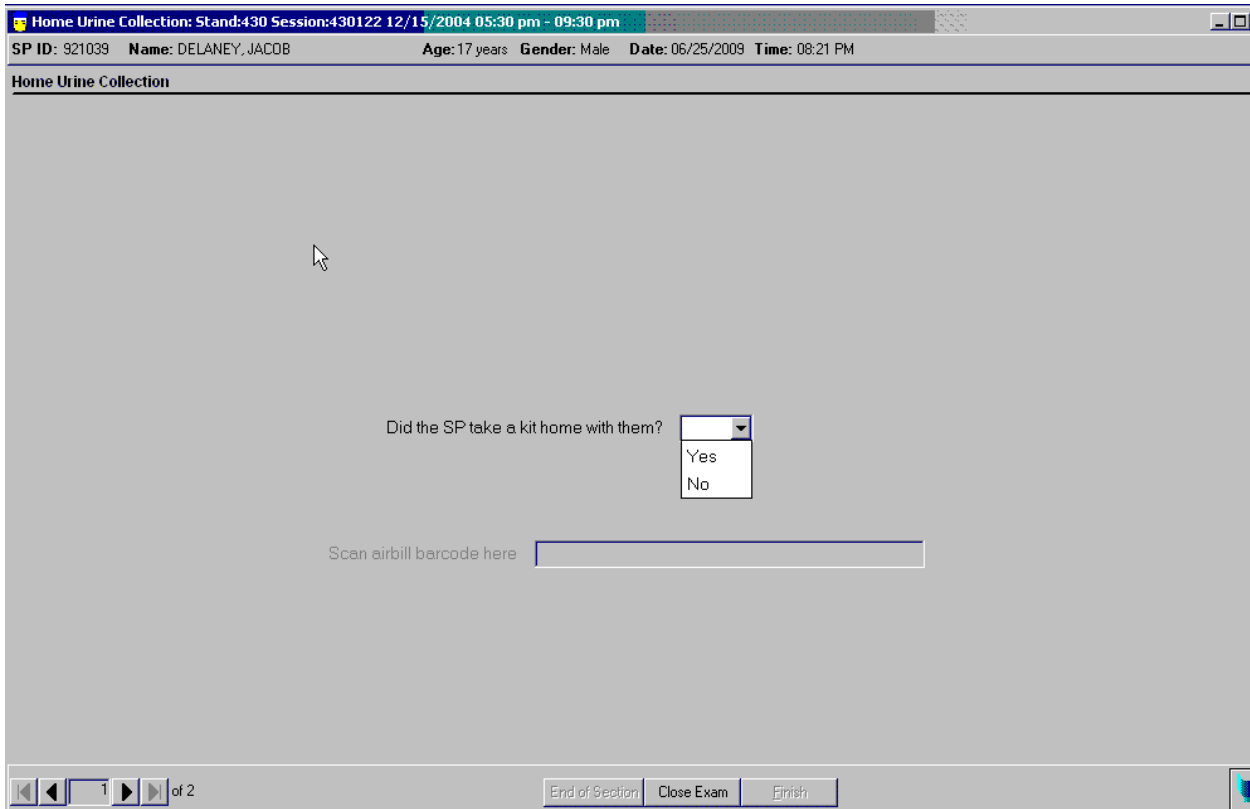 Home Urine Collection: Stand:430 Session:430122 12/15/2004 05:30 pm - 09:30 pm
SP ID: 921039 Name: DELANEY, JACOB Age: 17 years Gender: Male Date: 06/25/2009 Time: 08:21 PM
Home Urine Collection
Did the SP take a kit home with them?
Yes
No
Scan airbill barcode here
1 of 2 End of Section Close Exam Finish